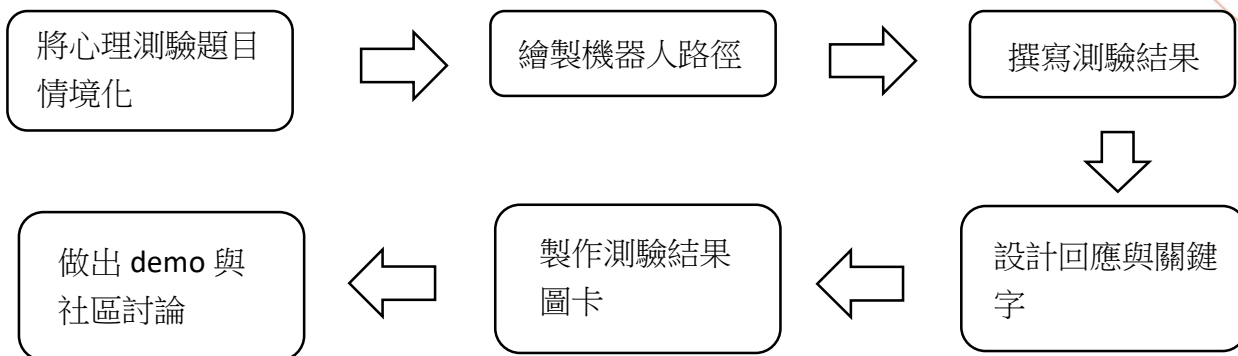 將心理測驗題目
情境化
繪製機器人路徑
撰寫測驗結果
設計回應與關鍵
字
製作測驗結果
圖卡
做出 demo 與
社區討論